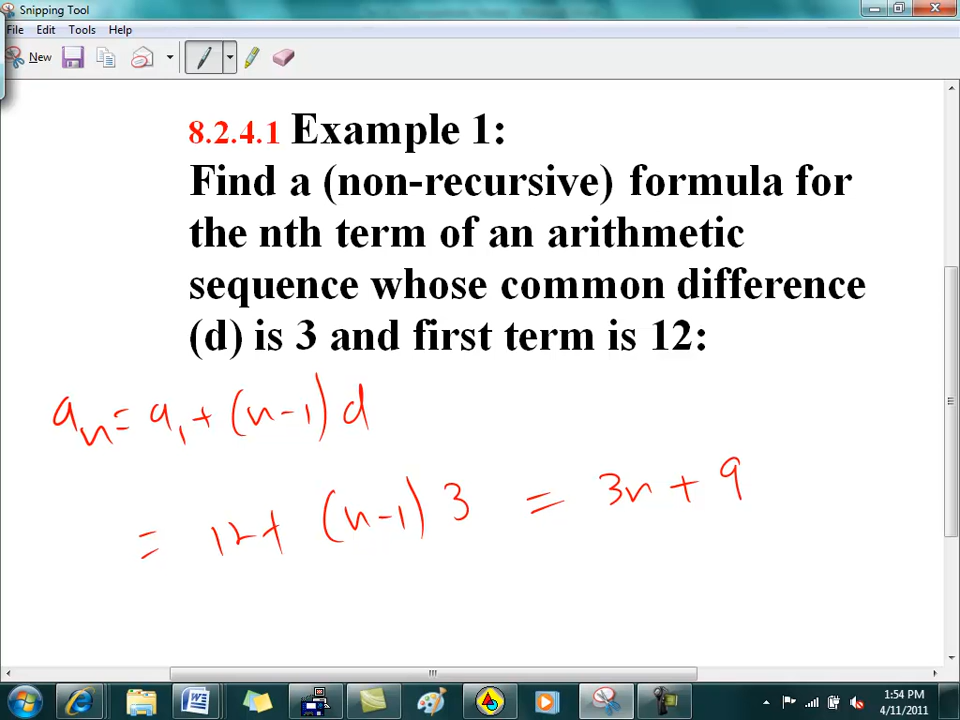 Snipping Tool
File Edit Tools Help
New
8.2.4.1 Example 1:
Find a (non-recursive) formula for
the nth term of an arithmetic
sequence whose common difference
(d) is 3 and first term is 12:
aₙ = a₁ + (n-1) d
= 12 + (n-1) 3 = 3n + 9
1:54 PM
4/11/2011